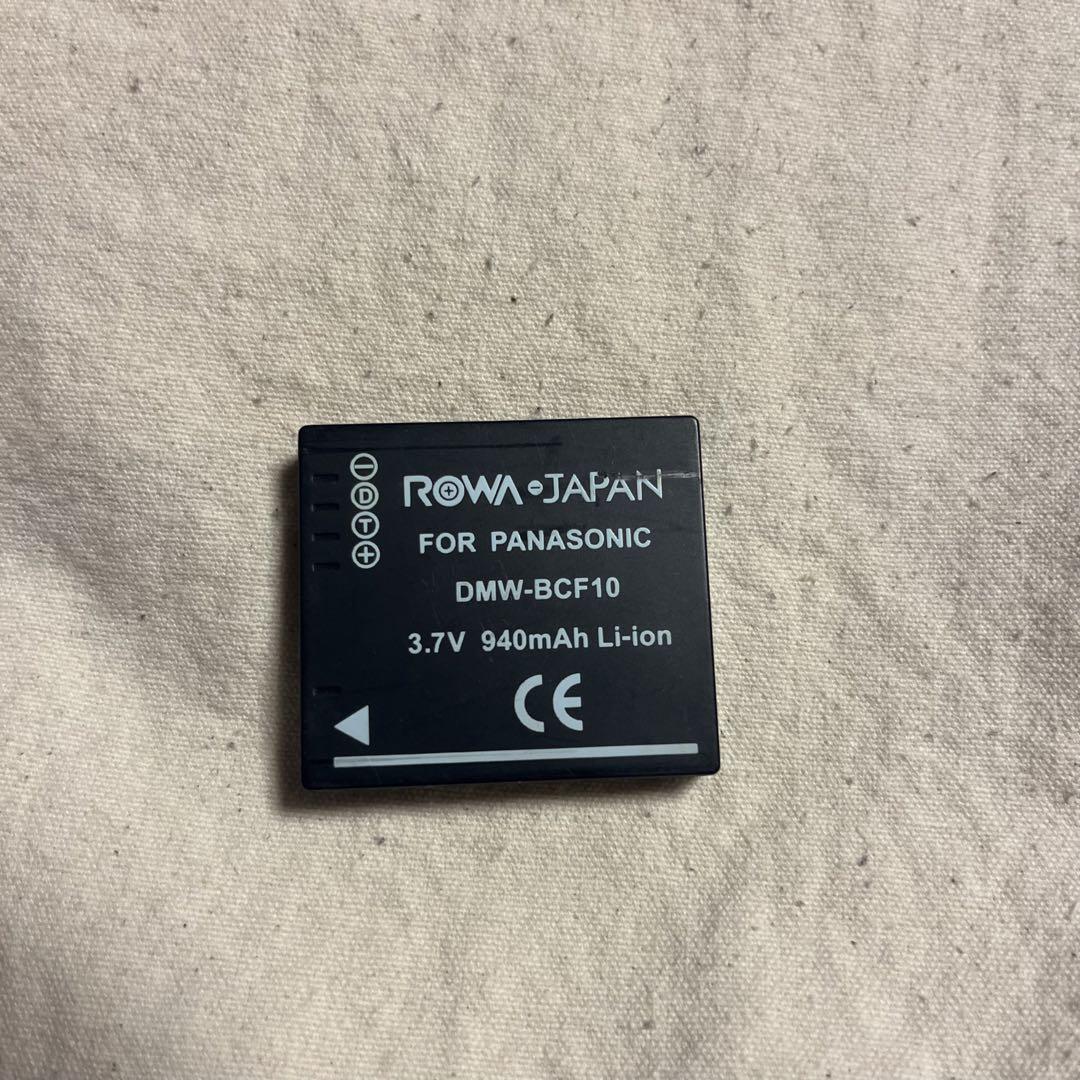 ROWA JAPAN
FOR PANASONIC
DMW-BCF10
3.7V 940mAh Li-ion
CE
−
D
T
+